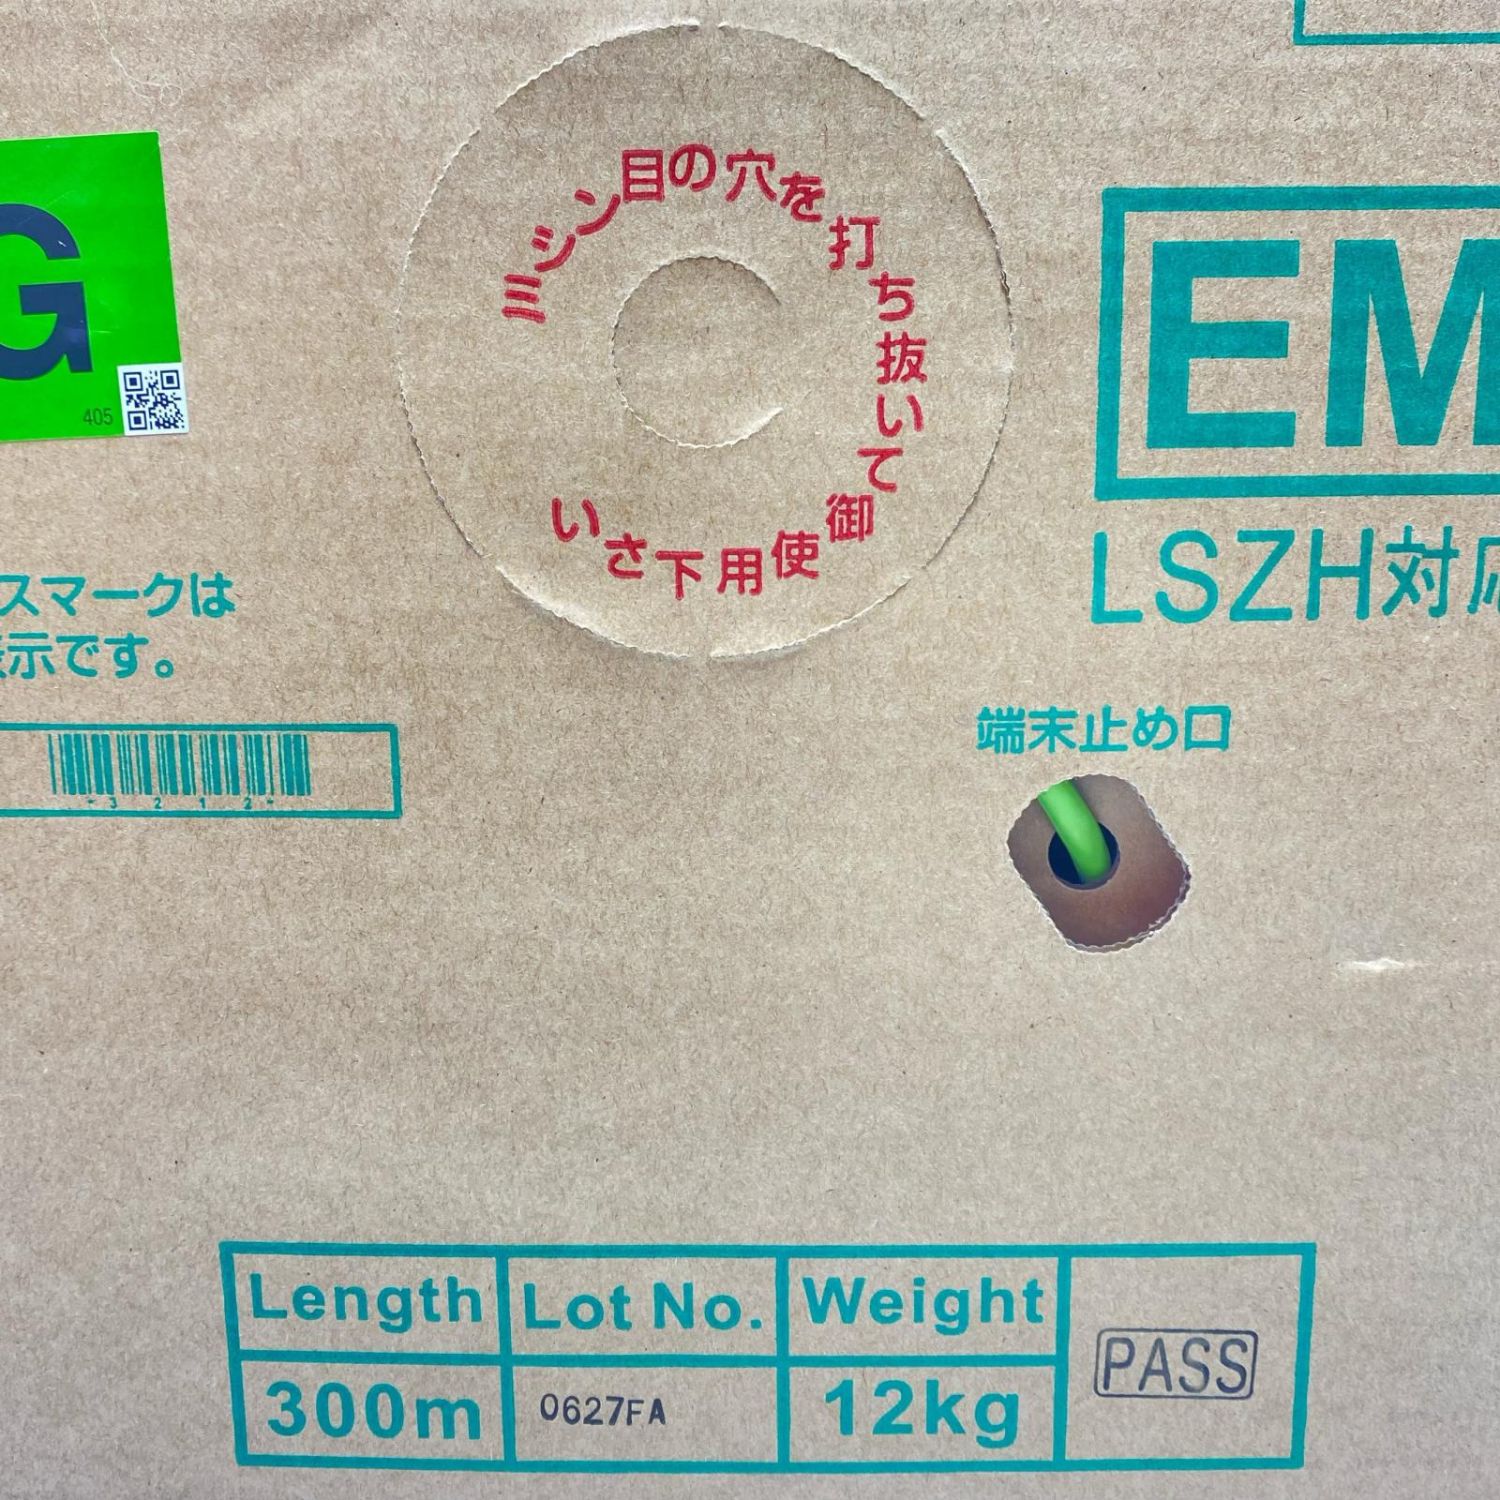 G
405
ミシン目の穴を打ち抜いて御使用下さい
EM
LSZH対応
スマークは
表示です。
*3212*
端末止め口
Length Lot No. Weight
300m 0627FA 12kg PASS